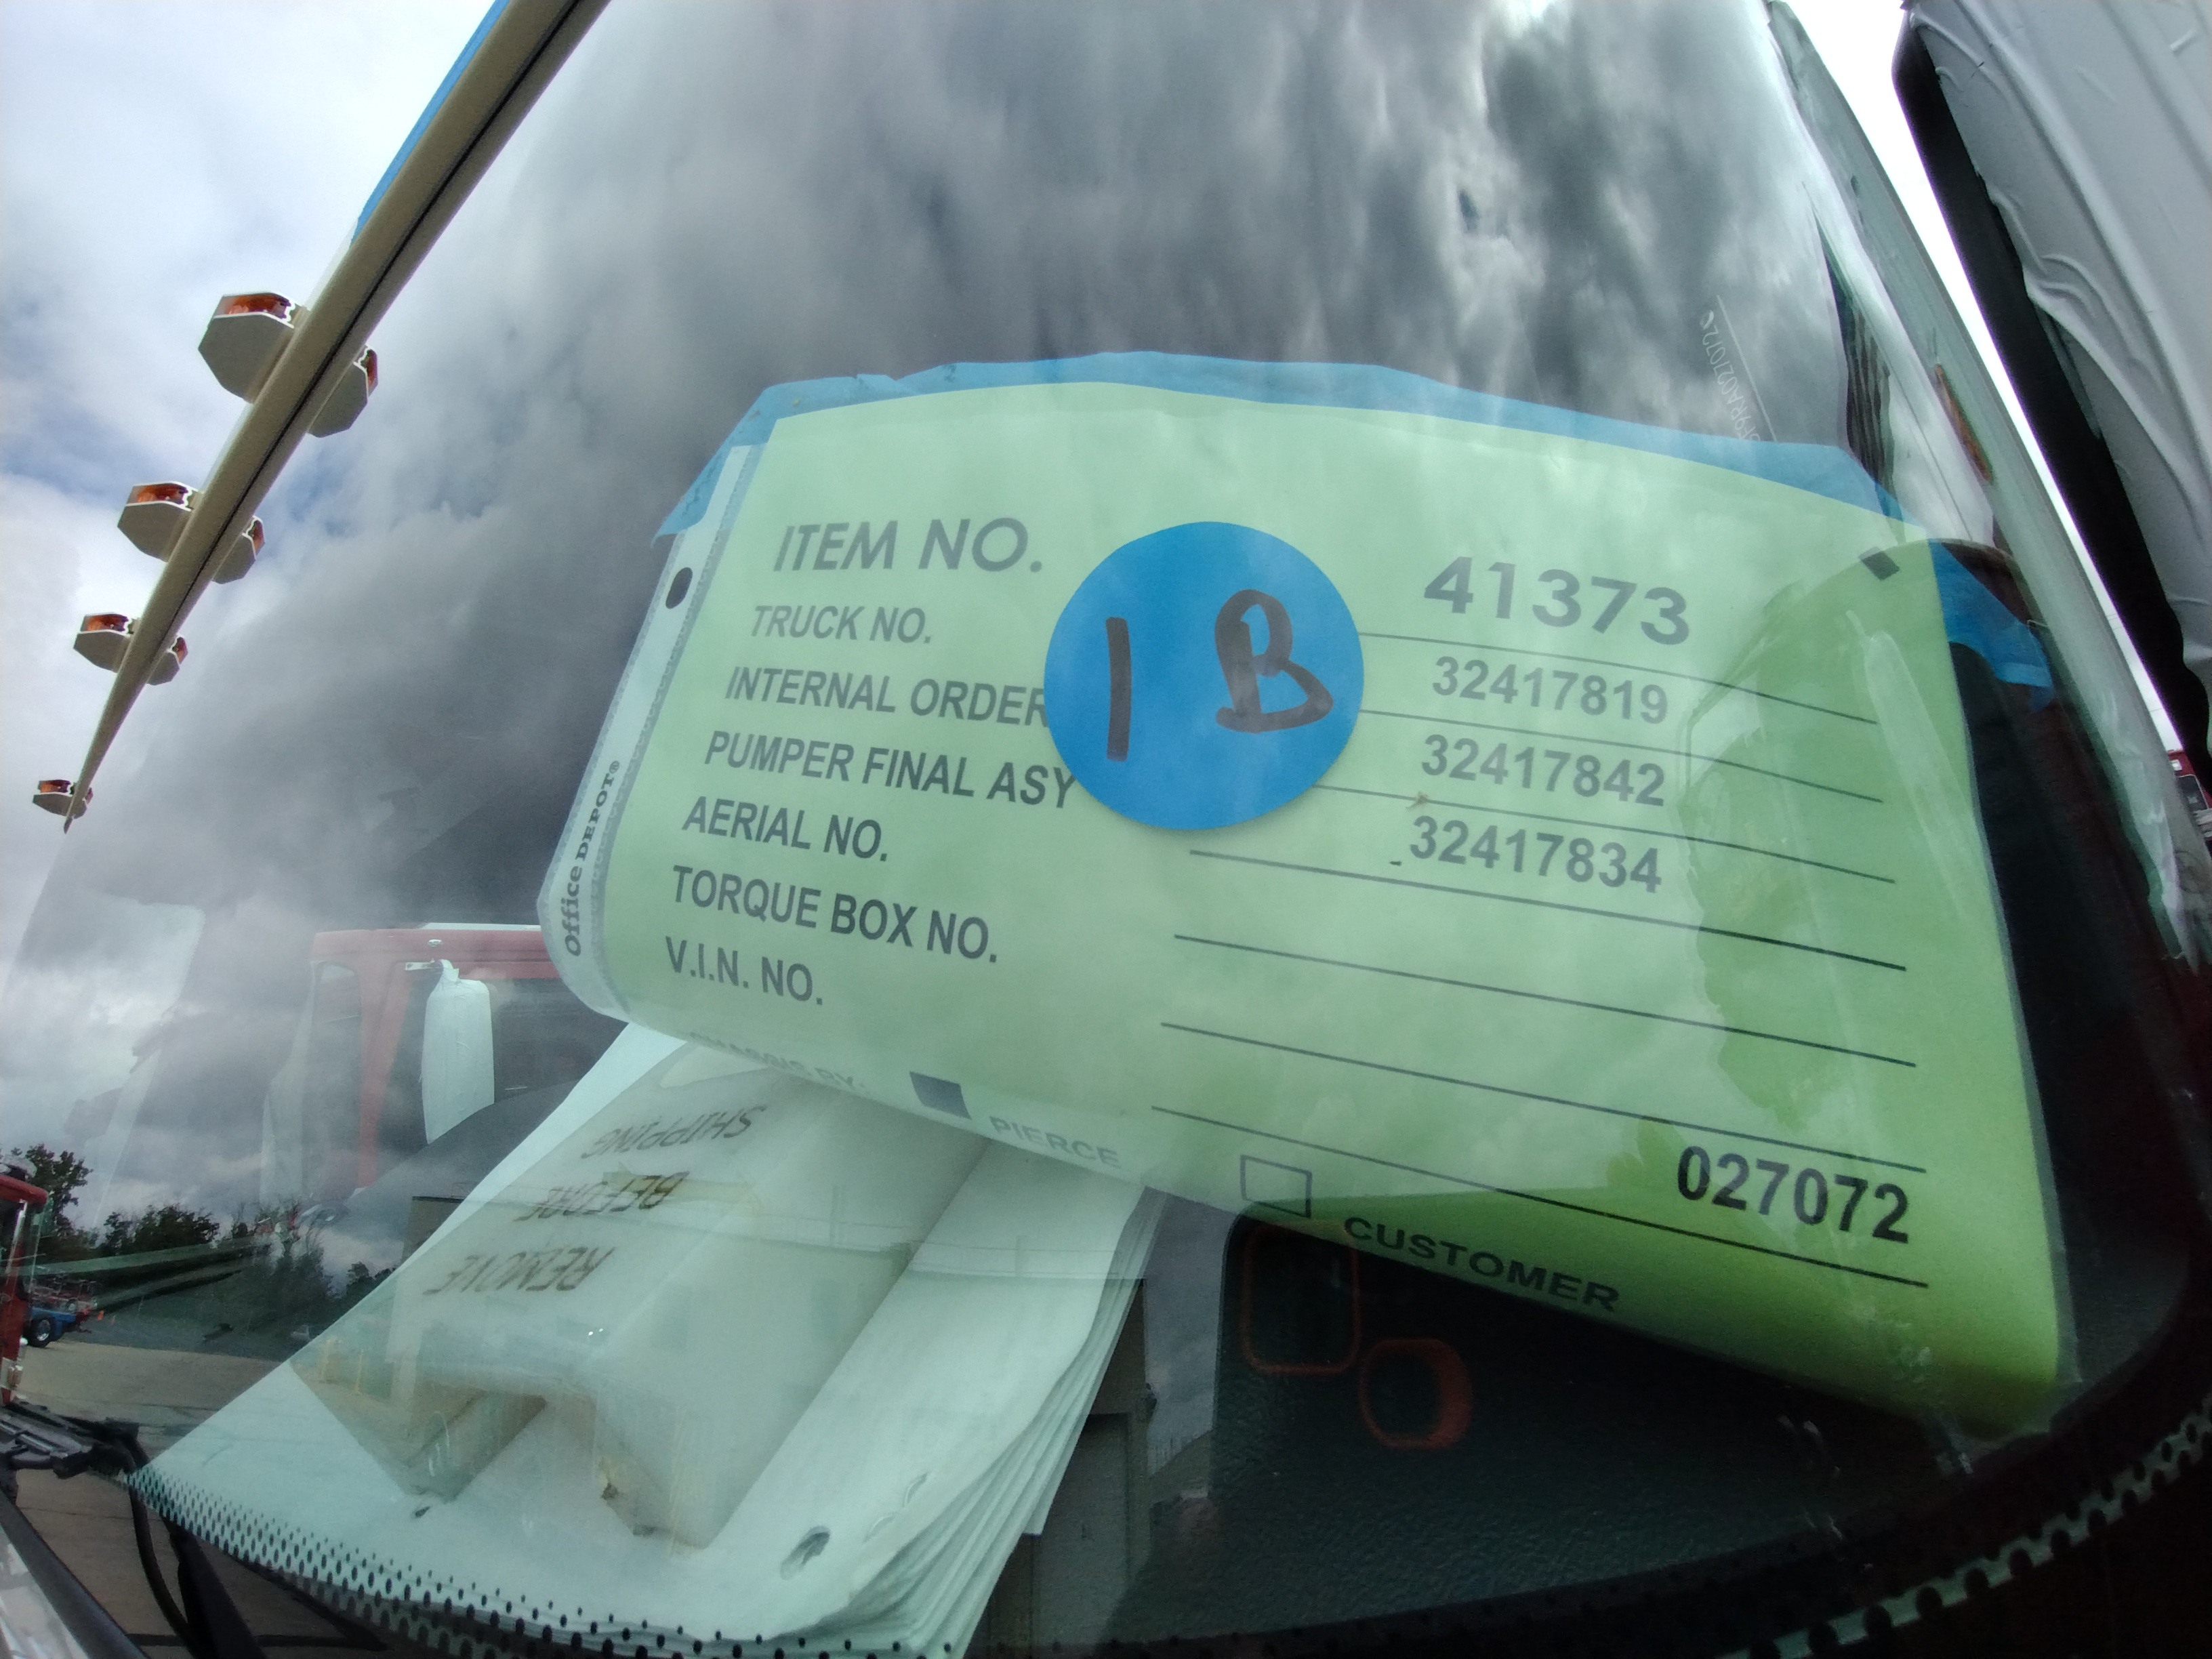 ITEM NO. 41373
TRUCK NO. 32417819
INTERNAL ORDER 32417842
PUMPER FINAL ASY 32417834
AERIAL NO.
TORQUE BOX NO.
V.I.N. NO. 027072
1 B
PIERCE
CUSTOMER
Office DEPOT®
REMOVE
BEFORE
SHIPPING